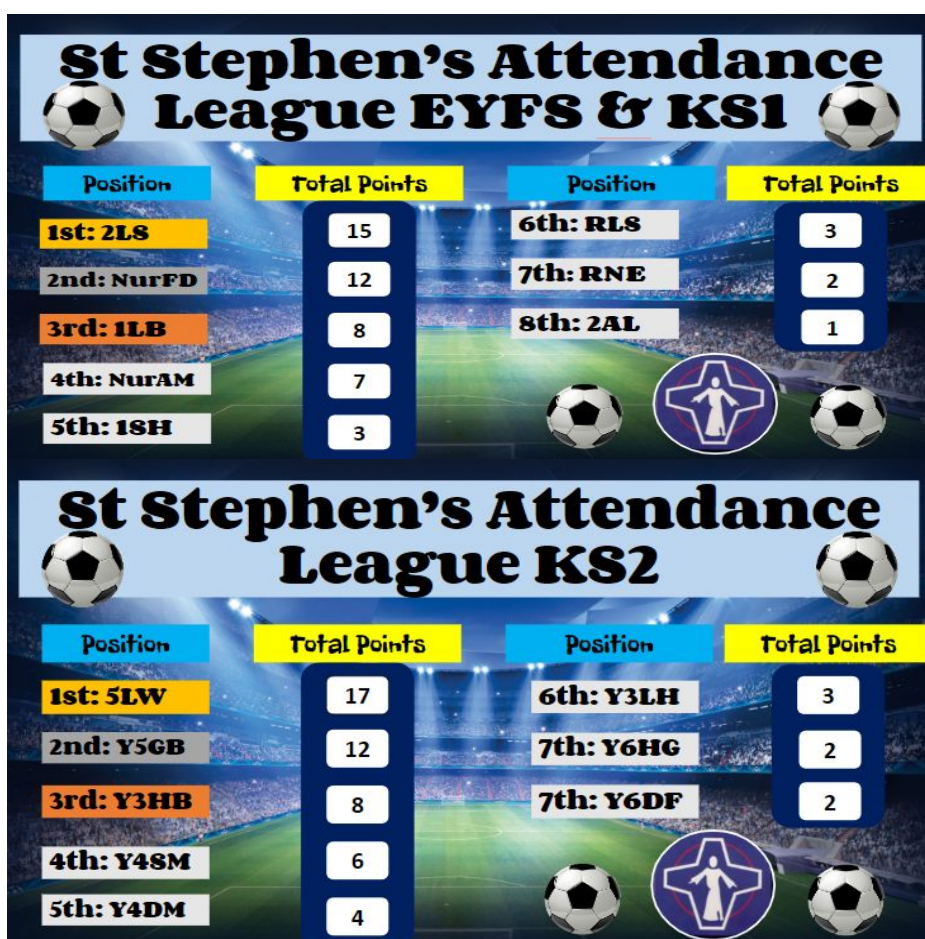 St Stephen's Attendance
League EYFS & KS1
Position
Total Points
Position
Total Points
1st: 2LS
15
2nd: NurFD
12
3rd: 1LB
8
4th: NurAM
7
5th: 1SH
3
6th: RLS
3
7th: RNE
2
8th: 2AL
1
St Stephen's Attendance
League KS2
Position
Total Points
Position
Total Points
1st: 5LW
17
2nd: Y5GB
12
3rd: Y3HB
8
4th: Y4SM
6
5th: Y4DM
4
6th: Y3LH
3
7th: Y6HG
2
7th: Y6DF
2